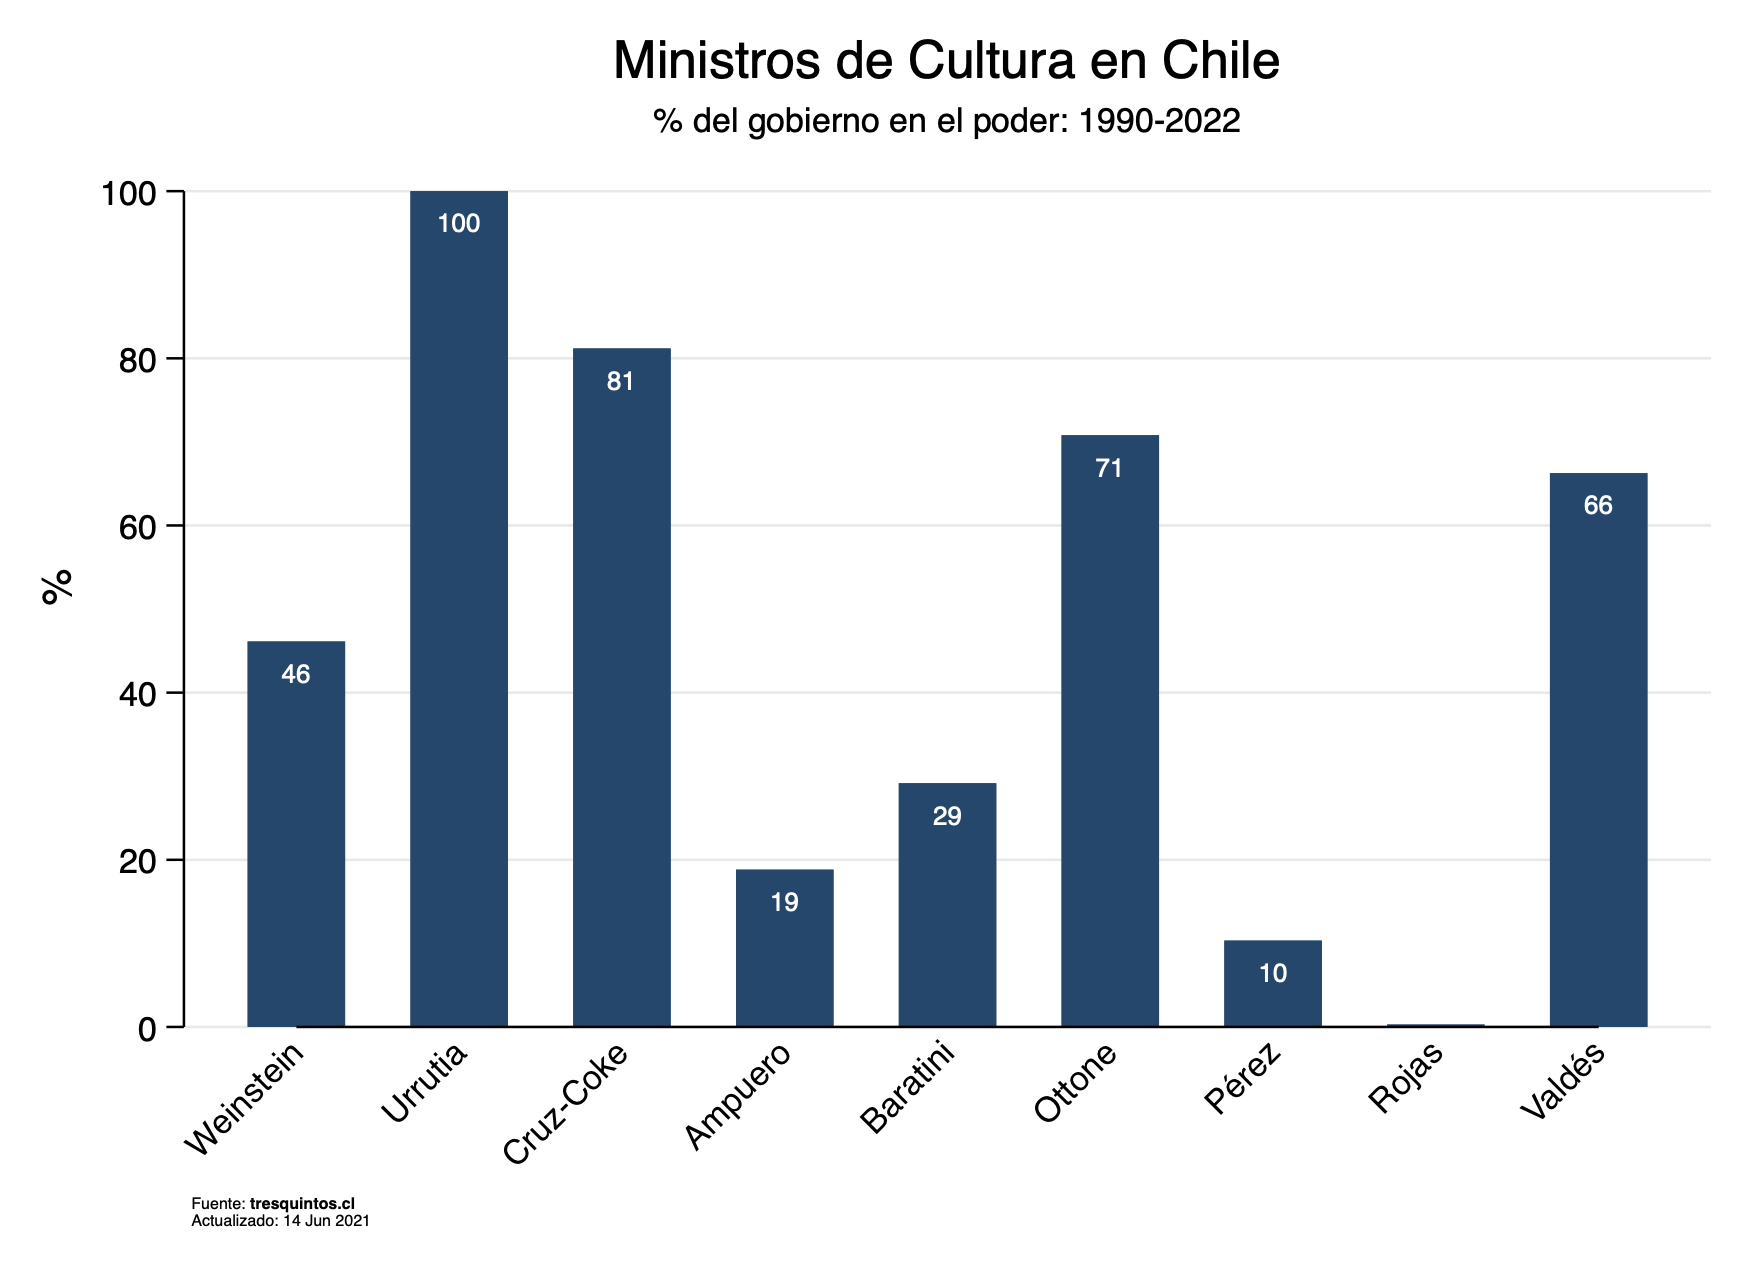 Ministros de Cultura en Chile
% del gobierno en el poder: 1990-2022
100
80
60
40
20
0
%
46
100
81
19
29
71
10
66
Weinstein
Urrutia
Cruz-Coke
Ampuero
Baratini
Ottone
Pérez
Rojas
Valdés
Fuente: tresquintos.cl
Actualizado: 14 Jun 2021